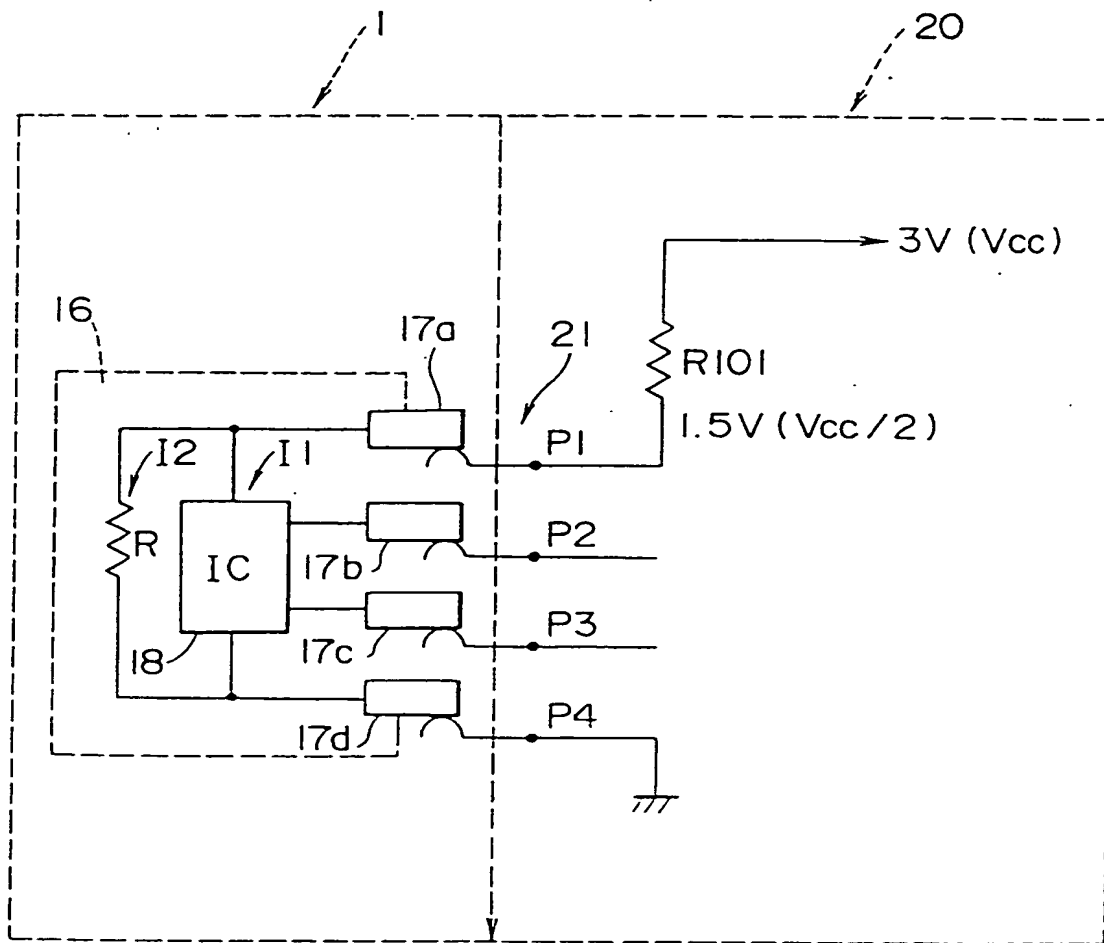 1
20
3V (Vcc)
16
17a
21
R101
1.5V (Vcc/2)
P1
I2
I1
R
IC
17b
P2
18
17c
P3
17d
P4